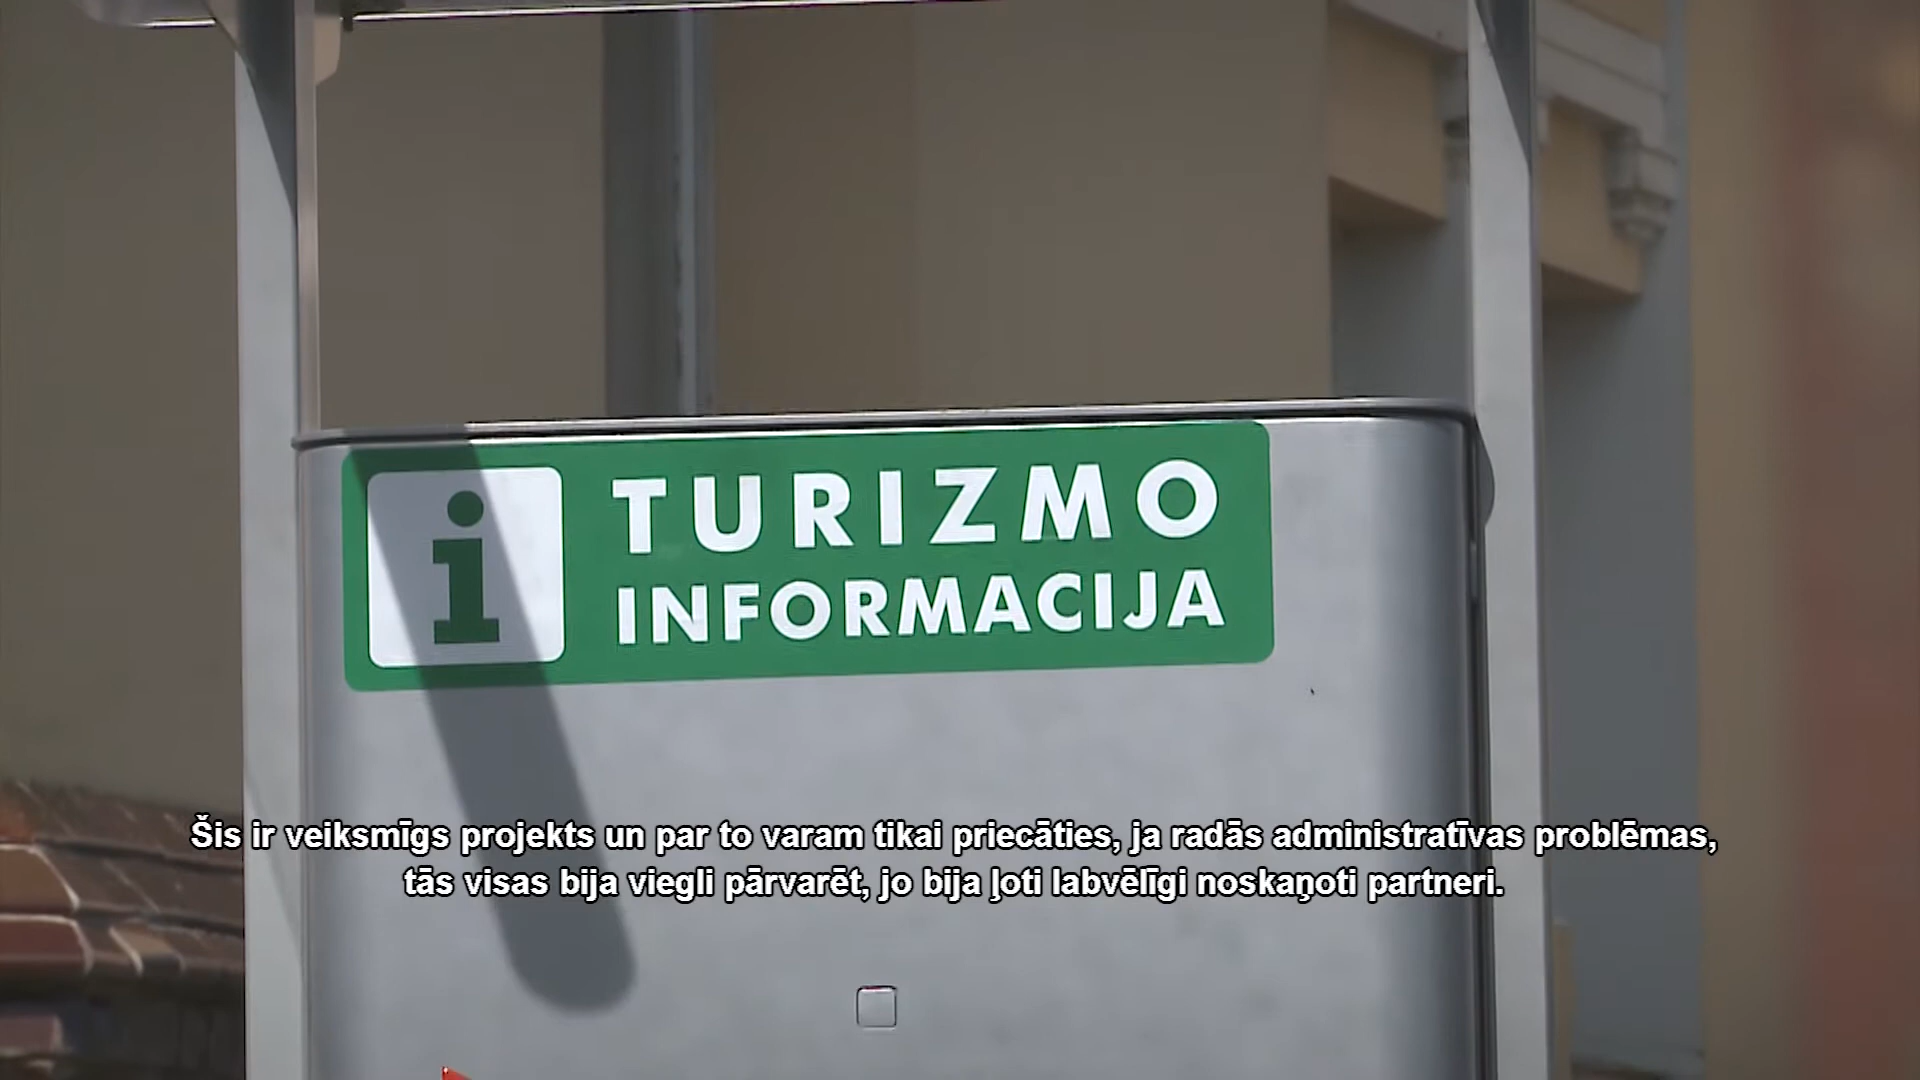 i
TURIZMO
INFORMACIJA
Šis ir veiksmīgs projekts un par to varam tikai priecāties, ja radās administratīvas problēmas,
tās visas bija viegli pārvarēt, jo bija ļoti labvēlīgi noskaņoti partneri.